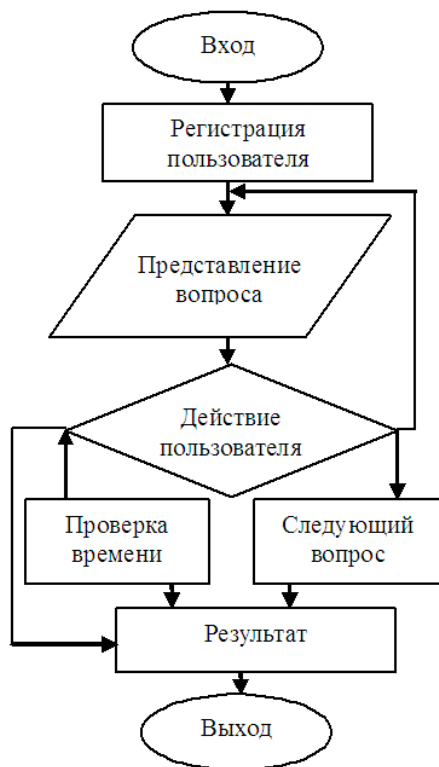 Вход
Регистрация
пользователя
Представление
вопроса
Действие
пользователя
Проверка
времени
Следующий
вопрос
Результат
Выход